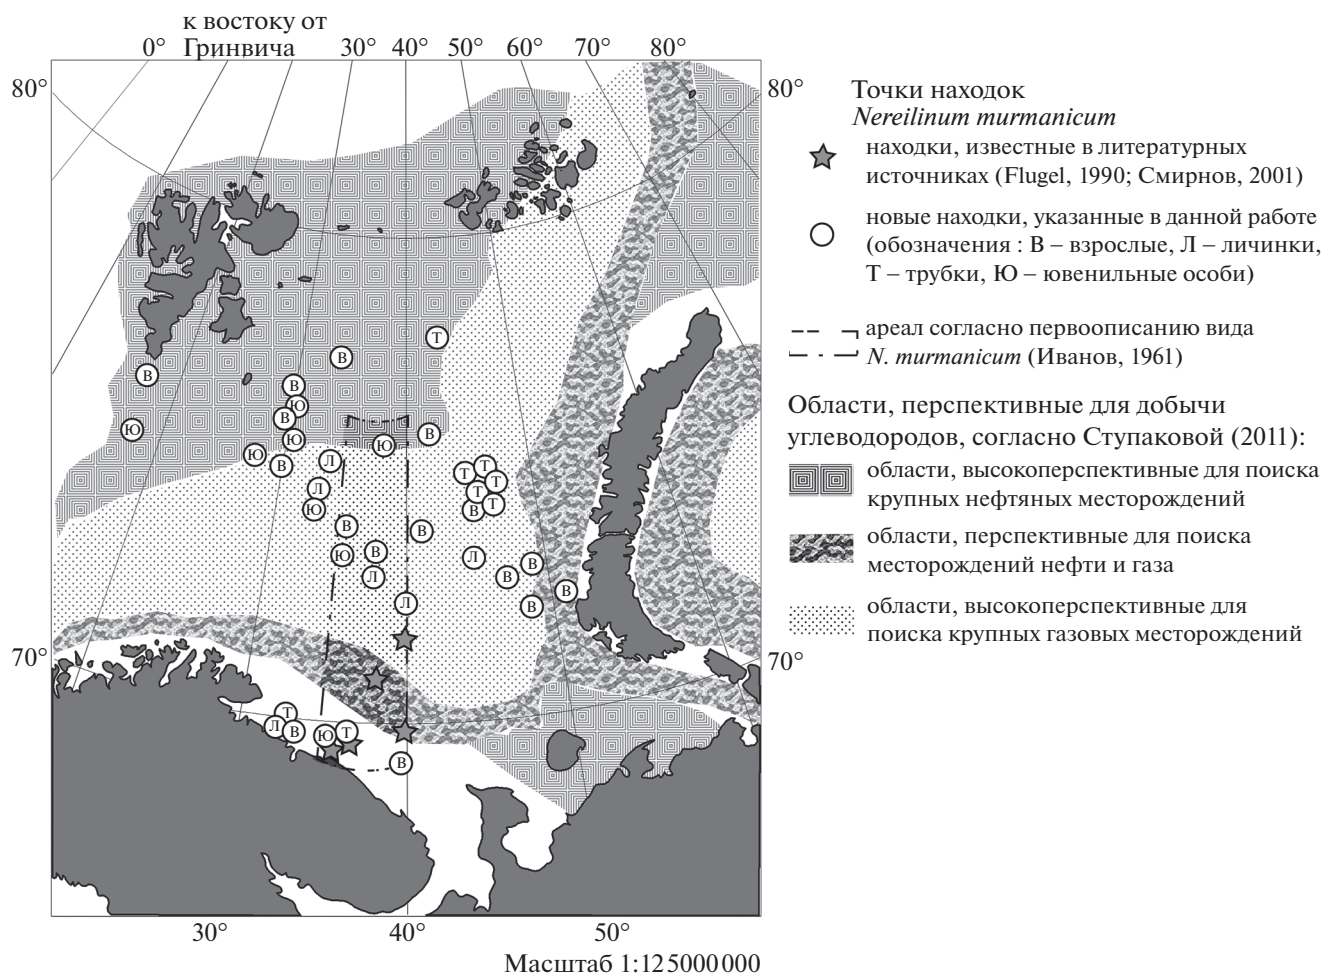 к востоку от
0° Гринвича 30° 40° 50° 60° 70° 80°
80° 80°
Точки находок
Nereilinum murmanicum
находки, известные в литературных
источниках (Flugel, 1990; Смирнов, 2001)
новые находки, указанные в данной работе
(обозначения : В – взрослые, Л – личинки,
Т – трубки, Ю – ювенильные особи)
ареал согласно первоописанию вида
N. murmanicum (Иванов, 1961)
Области, перспективные для добычи
углеводородов, согласно Ступаковой (2011):
области, высокоперспективные для поиска
крупных нефтяных месторождений
области, перспективные для поиска
месторождений нефти и газа
области, высокоперспективные для
поиска крупных газовых месторождений
Т
В
В
В
Ю
В
Ю
Ю
В
Ю
Ю
В
Л
Т
Т
Т
Т
Т
В
Л
Ю
В
В
Ю
В
Л
Л
В
В
В
В
Л
70° 70°
Т
Л
В
Ю
Т
В
30° 40° 50°
Масштаб 1:125000000